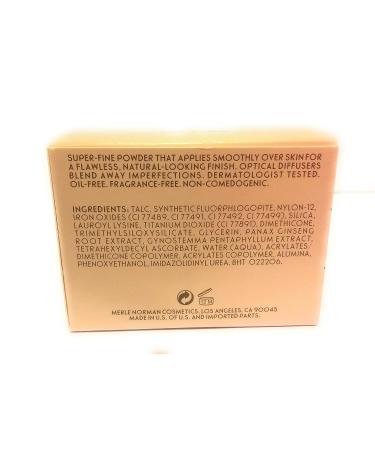 SUPER-FINE POWDER THAT APPLIES SMOOTHLY OVER SKIN FOR
A FLAWLESS, NATURAL-LOOKING FINISH. OPTICAL DIFFUSERS
BLEND AWAY IMPERFECTIONS. DERMATOLOGIST TESTED.
OIL-FREE. FRAGRANCE-FREE. NON-COMEDOGENIC.
INGREDIENTS: TALC, SYNTHETIC FLUORPHLOGOPITE, NYLON-12,
IRON OXIDES (CI 77489, CI 77491, CI 77492, CI 77499), SILICA,
LAUROYL LYSINE, TITANIUM DIOXIDE (CI 77891), DIMETHICONE,
TRIMETHYLSILOXYSILICATE, GLYCERIN, PANAX GINSENG
ROOT EXTRACT, GYNOSTEMMA PENTAPHYLLUM EXTRACT,
TETRAHEXYLDECYL ASCORBATE, WATER (AQUA), ACRYLATES/
DIMETHICONE COPOLYMER, ACRYLATES COPOLYMER, ALUMINA,
PHENOXYETHANOL, IMIDAZOLIDINYL UREA, BHT 022206.
MERLE NORMAN COSMETICS, LOS ANGELES, CA 90045
MADE IN U.S. OF U.S. AND IMPORTED PARTS.